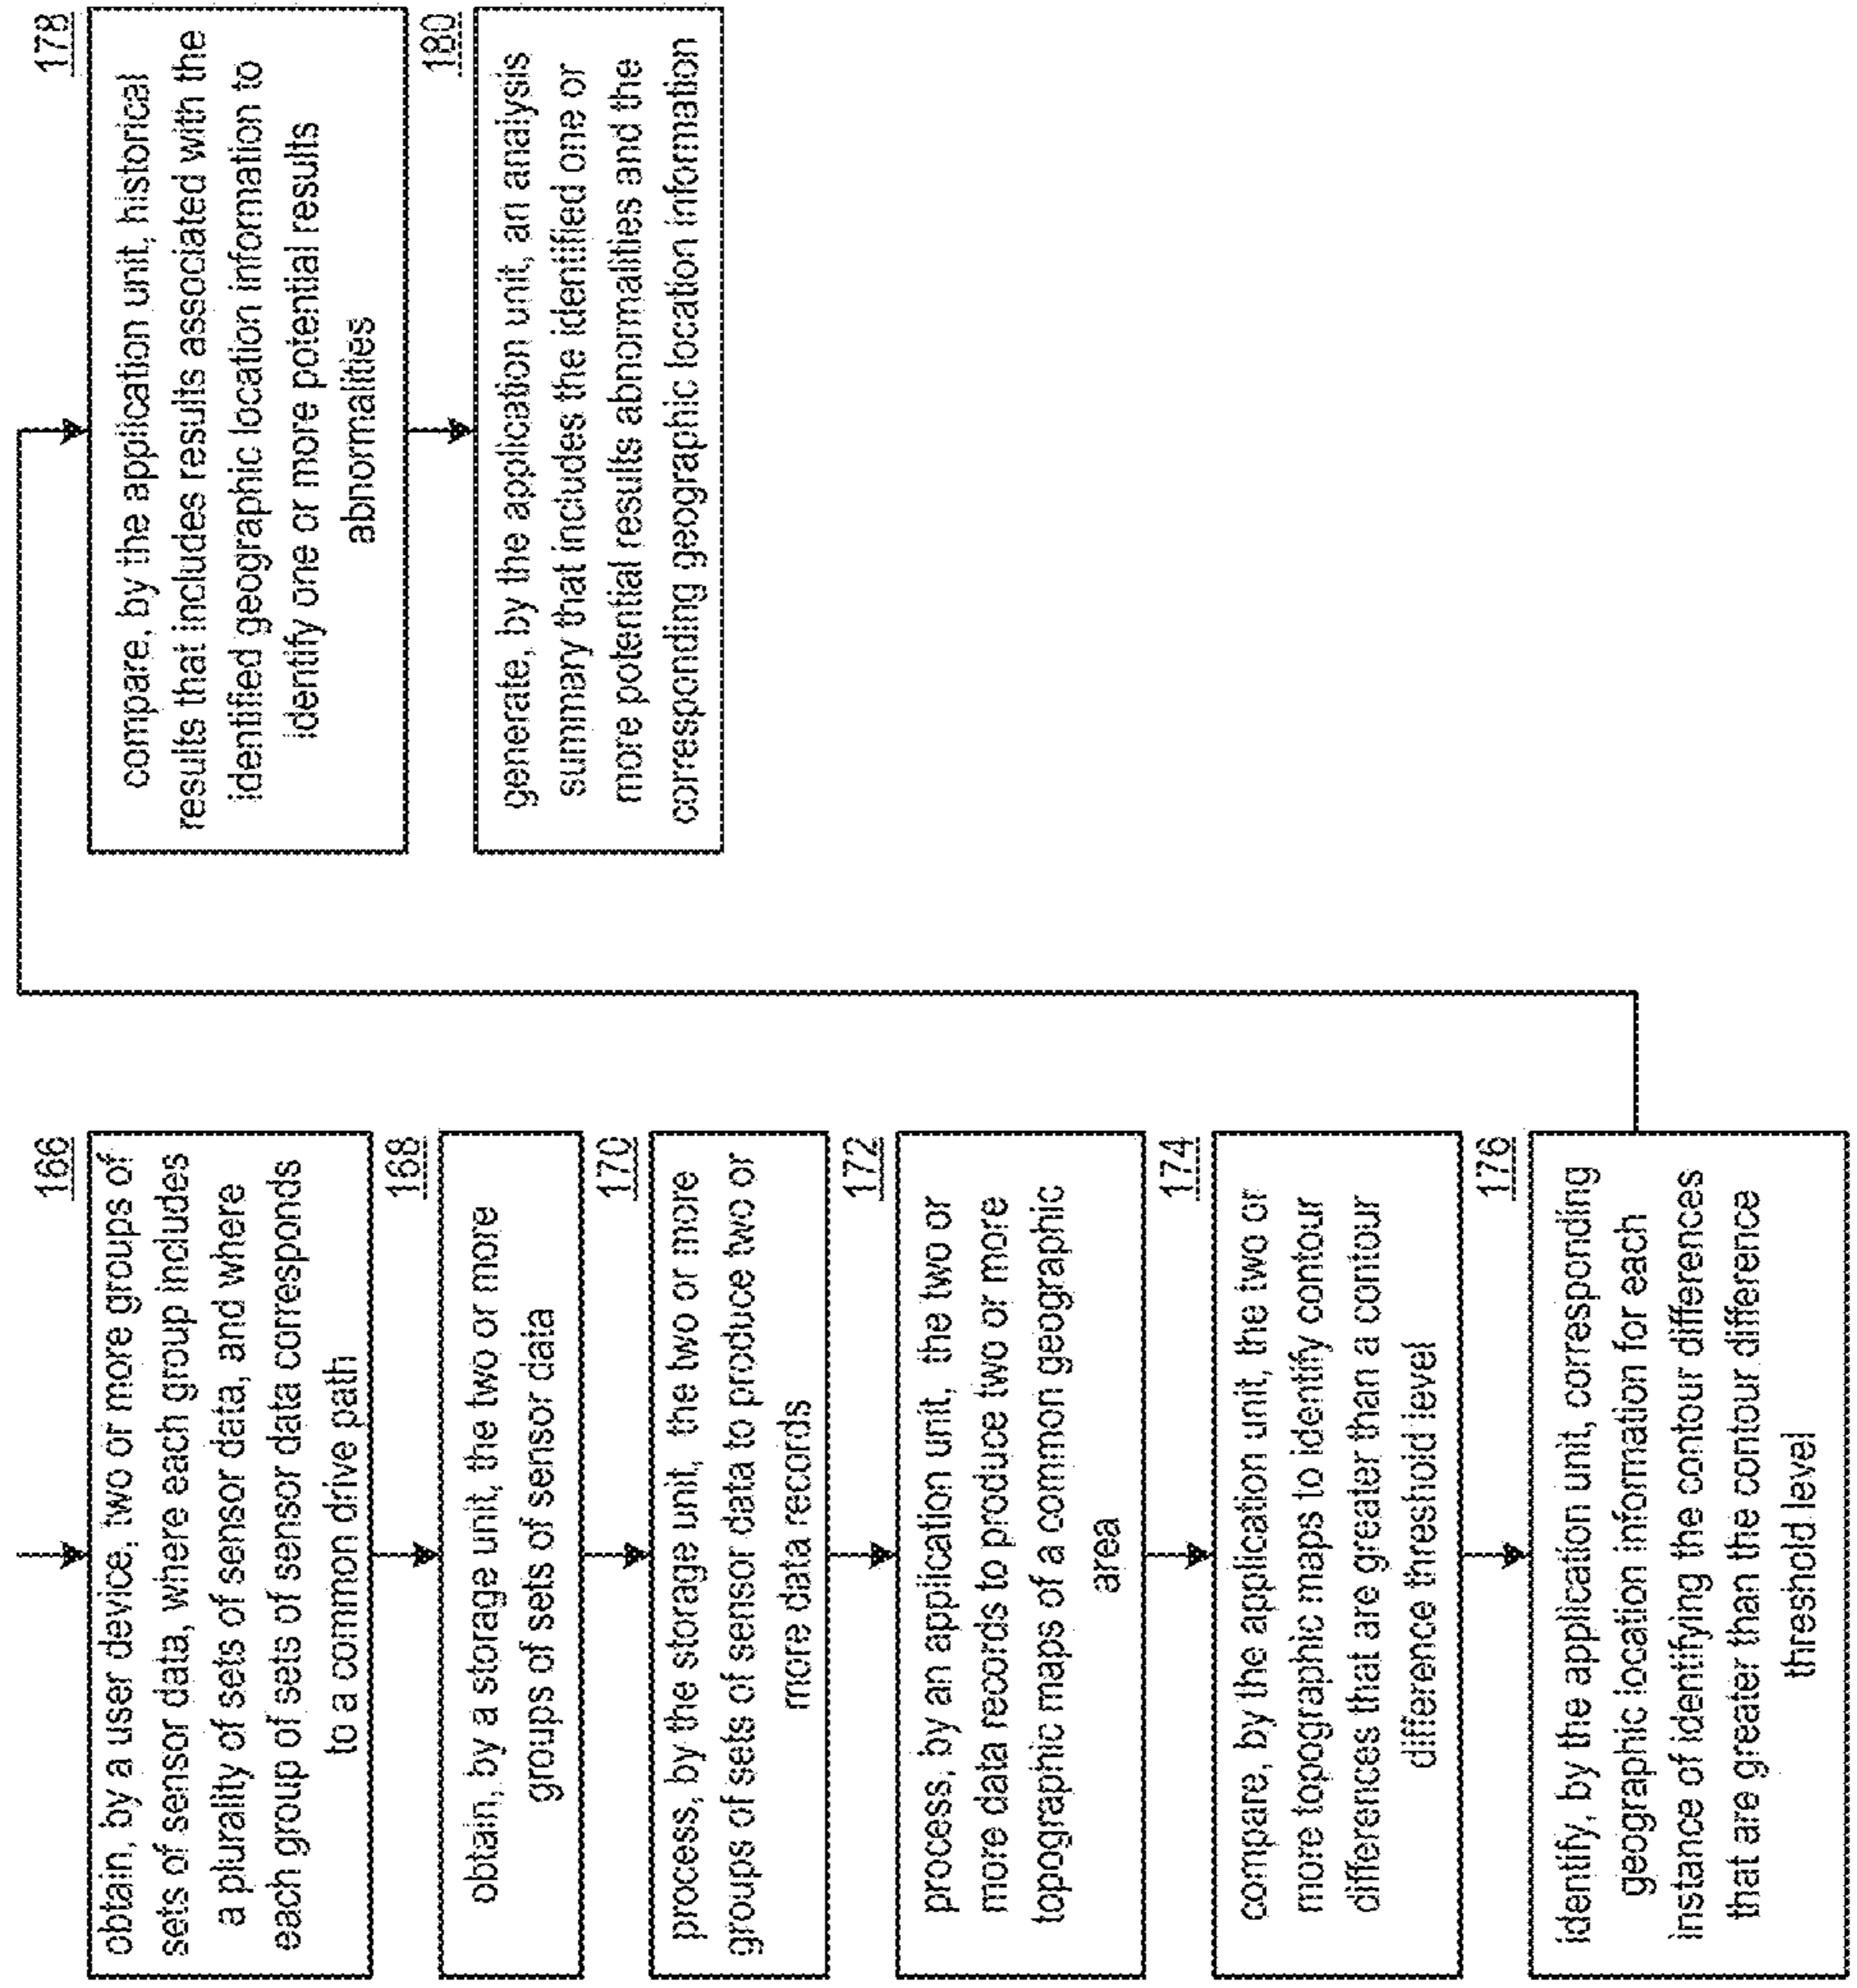 166
obtain, by a user device, two or more groups of
sets of sensor data, where each group includes
a plurality of sets of sensor data, and where
each group of sets of sensor data corresponds
to a common drive path
168
obtain, by a storage unit, the two or more
groups of sets of sensor data
170
process, by the storage unit, the two or more
groups of sets of sensor data to produce two or
more data records
172
process, by an application unit, the two or
more data records to produce two or more
topographic maps of a common geographic
area
174
compare, by the application unit, the two or
more topographic maps to identify contour
differences that are greater than a contour
difference threshold level
176
identify, by the application unit, corresponding
geographic location information for each
instance of identifying the contour differences
that are greater than the contour difference
threshold level
178
compare, by the application unit, historical
results that includes results associated with the
identified geographic location information to
identify one or more potential results
abnormalities
180
generate, by the application unit, an analysis
summary that includes the identified one or
more potential results abnormalities and the
corresponding geographic location information